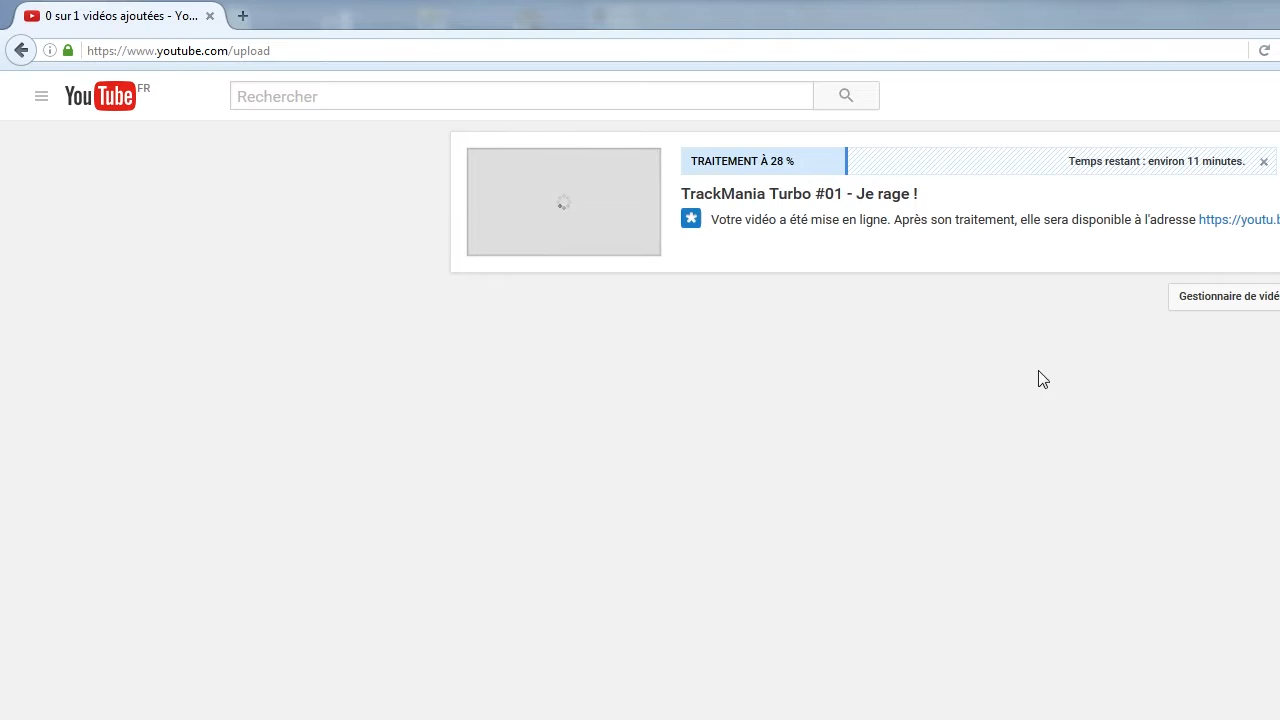 0 sur 1 vidéos ajoutées - Yo...
https://www.youtube.com/upload
YouTube FR
Rechercher
TRAITEMENT À 28 %
Temps restant : environ 11 minutes.
TrackMania Turbo #01 - Je rage !
Votre vidéo a été mise en ligne. Après son traitement, elle sera disponible à l'adresse https://youtu.b
Gestionnaire de vidé